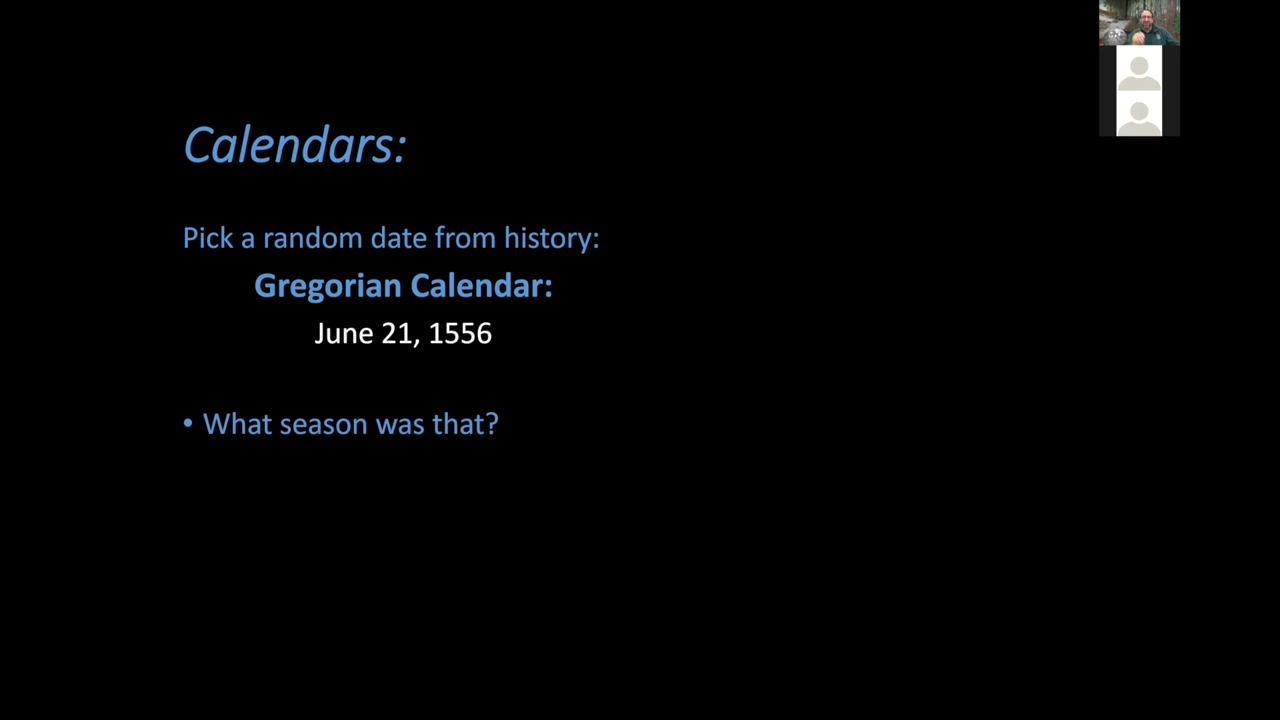 Calendars:
Pick a random date from history:
Gregorian Calendar:
June 21, 1556
• What season was that?